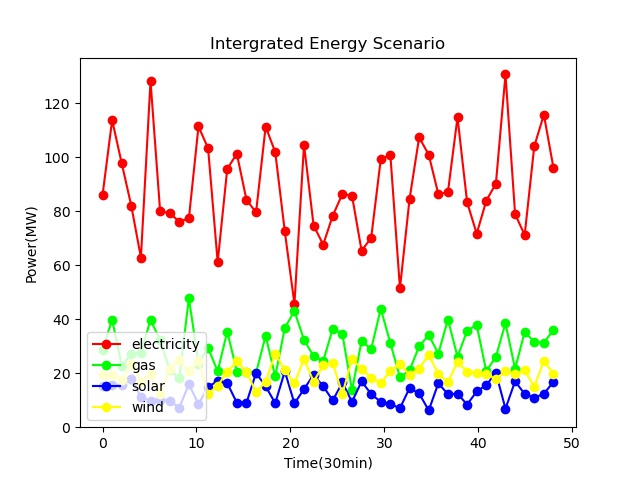 Intergrated Energy Scenario
Power(MW)
120
100
80
60
40
20
0
electricity
gas
solar
wind
0 10 20 30 40 50
Time(30min)